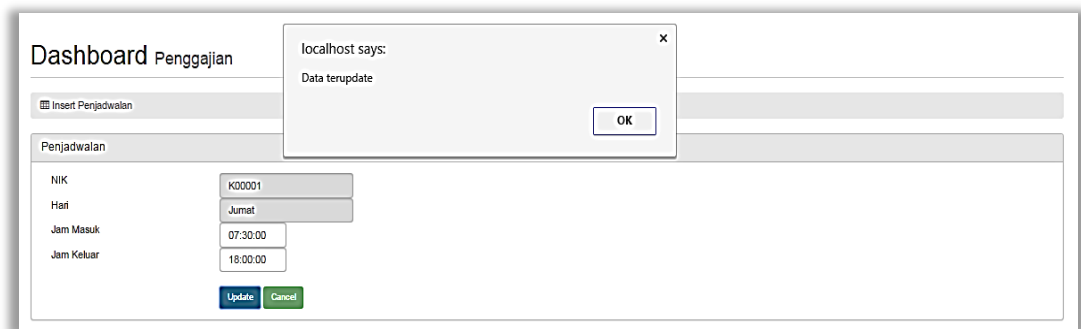 Dashboard Penggajian
localhost says:
×
Data terupdate
OK
Insert Penjadwalan
Penjadwalan
NIK K00001
Hari Jumat
Jam Masuk 07:30:00
Jam Keluar 18:00:00
Update Cancel